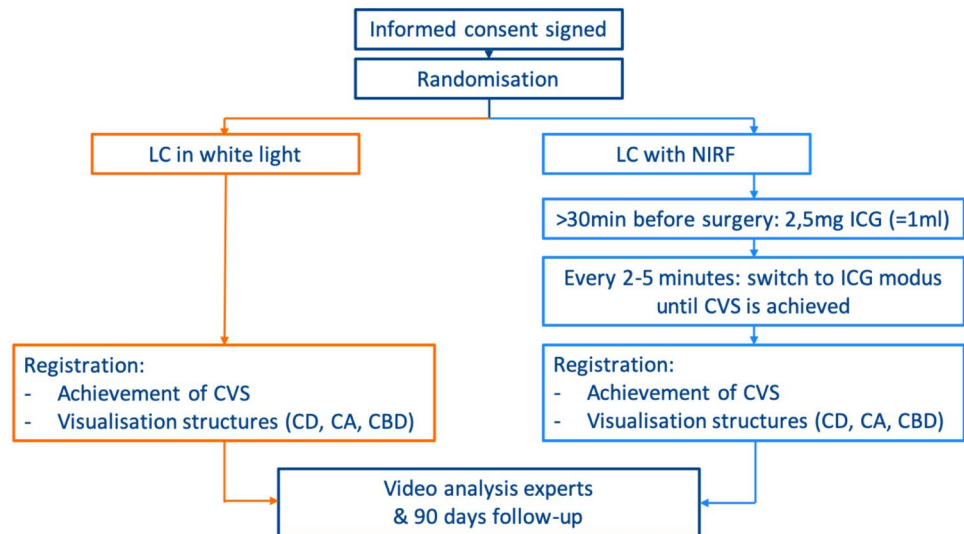 Informed consent signed
Randomisation
LC in white light
LC with NIRF
>30min before surgery: 2,5mg ICG (=1ml)
Every 2-5 minutes: switch to ICG modus
until CVS is achieved
Registration:
- Achievement of CVS
- Visualisation structures (CD, CA, CBD)
Registration:
- Achievement of CVS
- Visualisation structures (CD, CA, CBD)
Video analysis experts
& 90 days follow-up